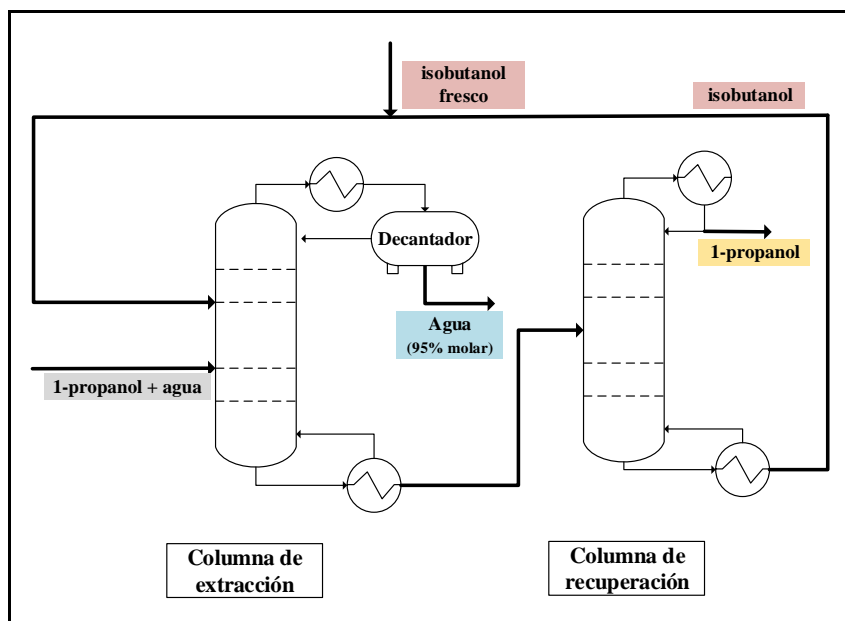 isobutanol
fresco
isobutanol
Decantador
1-propanol
Agua
(95% molar)
1-propanol + agua
Columna de
extracción
Columna de
recuperación